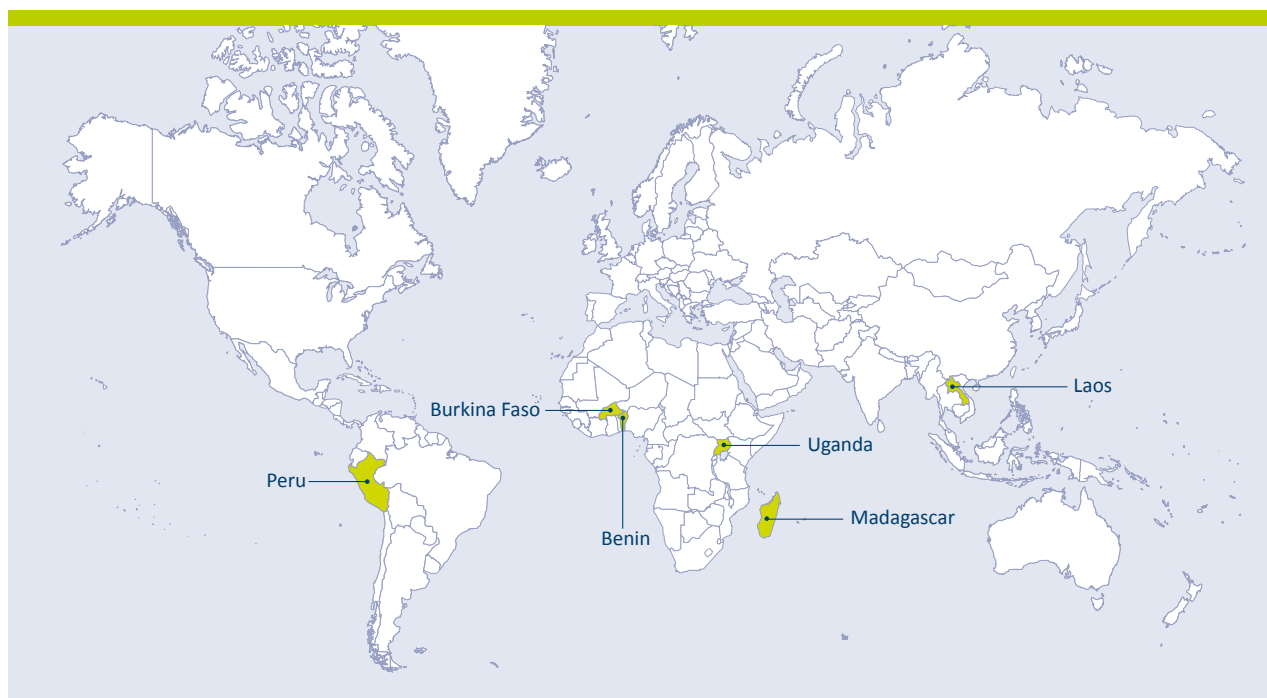 Laos
Burkina Faso
Uganda
Peru
Madagascar
Benin